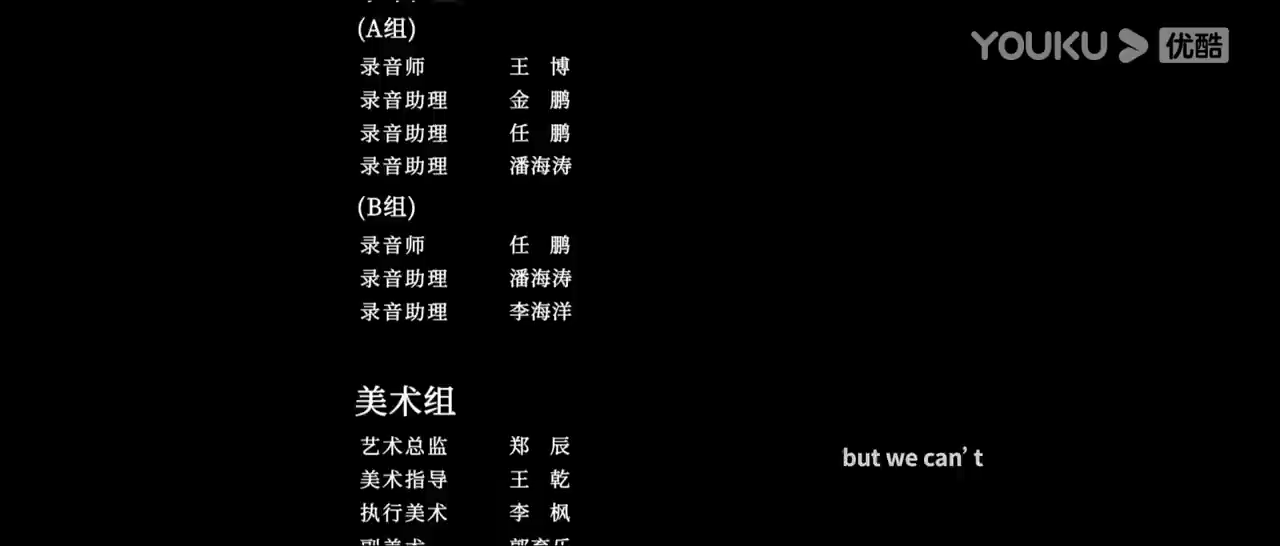 (A组)
YOUKU 优酷
录音师 王 博
录音助理 金 鹏
录音助理 任 鹏
录音助理 潘海涛
(B组)
录音师 任 鹏
录音助理 潘海涛
录音助理 李海洋
美术组
艺术总监 郑 辰
but we can't
美术指导 王 乾
执行美术 李 枫
副美术